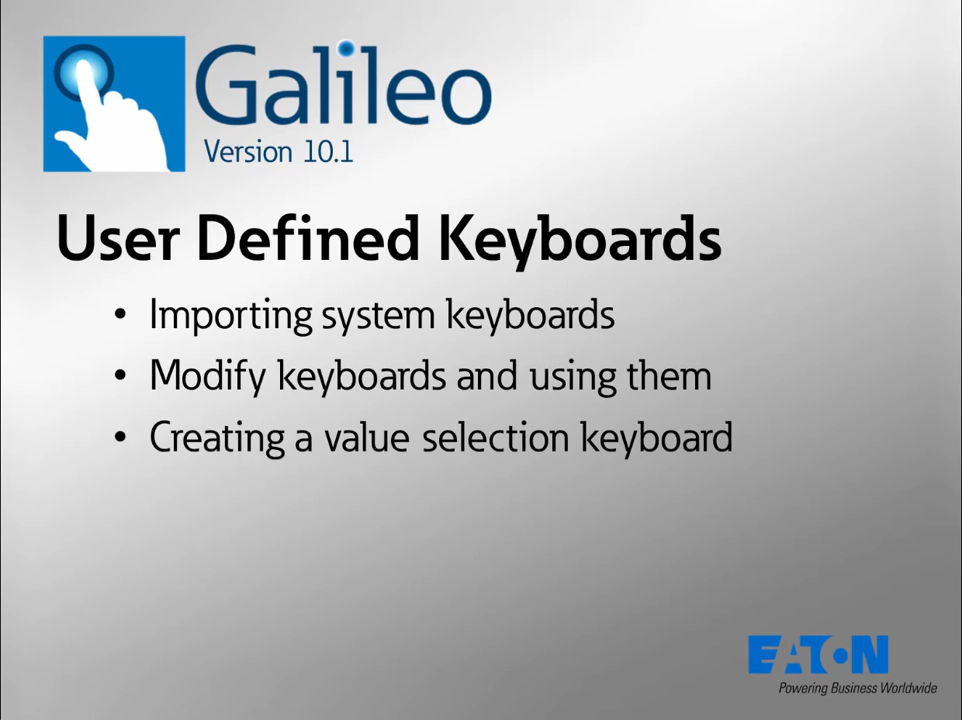 Galileo
Version 10.1
User Defined Keyboards
• Importing system keyboards
• Modify keyboards and using them
• Creating a value selection keyboard
EATON
Powering Business Worldwide